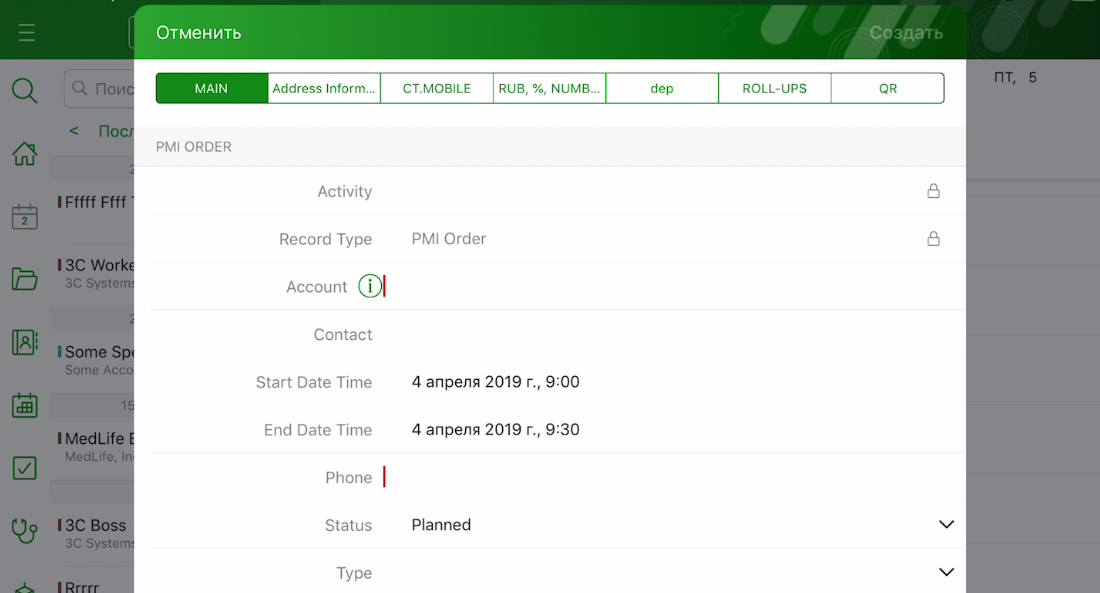 Отменить
Создать
MAIN
Address Inform...
CT.MOBILE
RUB, %, NUMB...
dep
ROLL-UPS
QR
ПТ, 5
Поис
< Посл
PMI ORDER
Activity
Record Type PMI Order
Account
Contact
Start Date Time 4 апреля 2019 г., 9:00
End Date Time 4 апреля 2019 г., 9:30
Phone
Status Planned
Type
2
Fffff Ffff
3C Worke
3C Systems
2
Some Spe
Some Acco
15
MedLife E
MedLife, In
3C Boss
3C Systems
Rrrrr
2